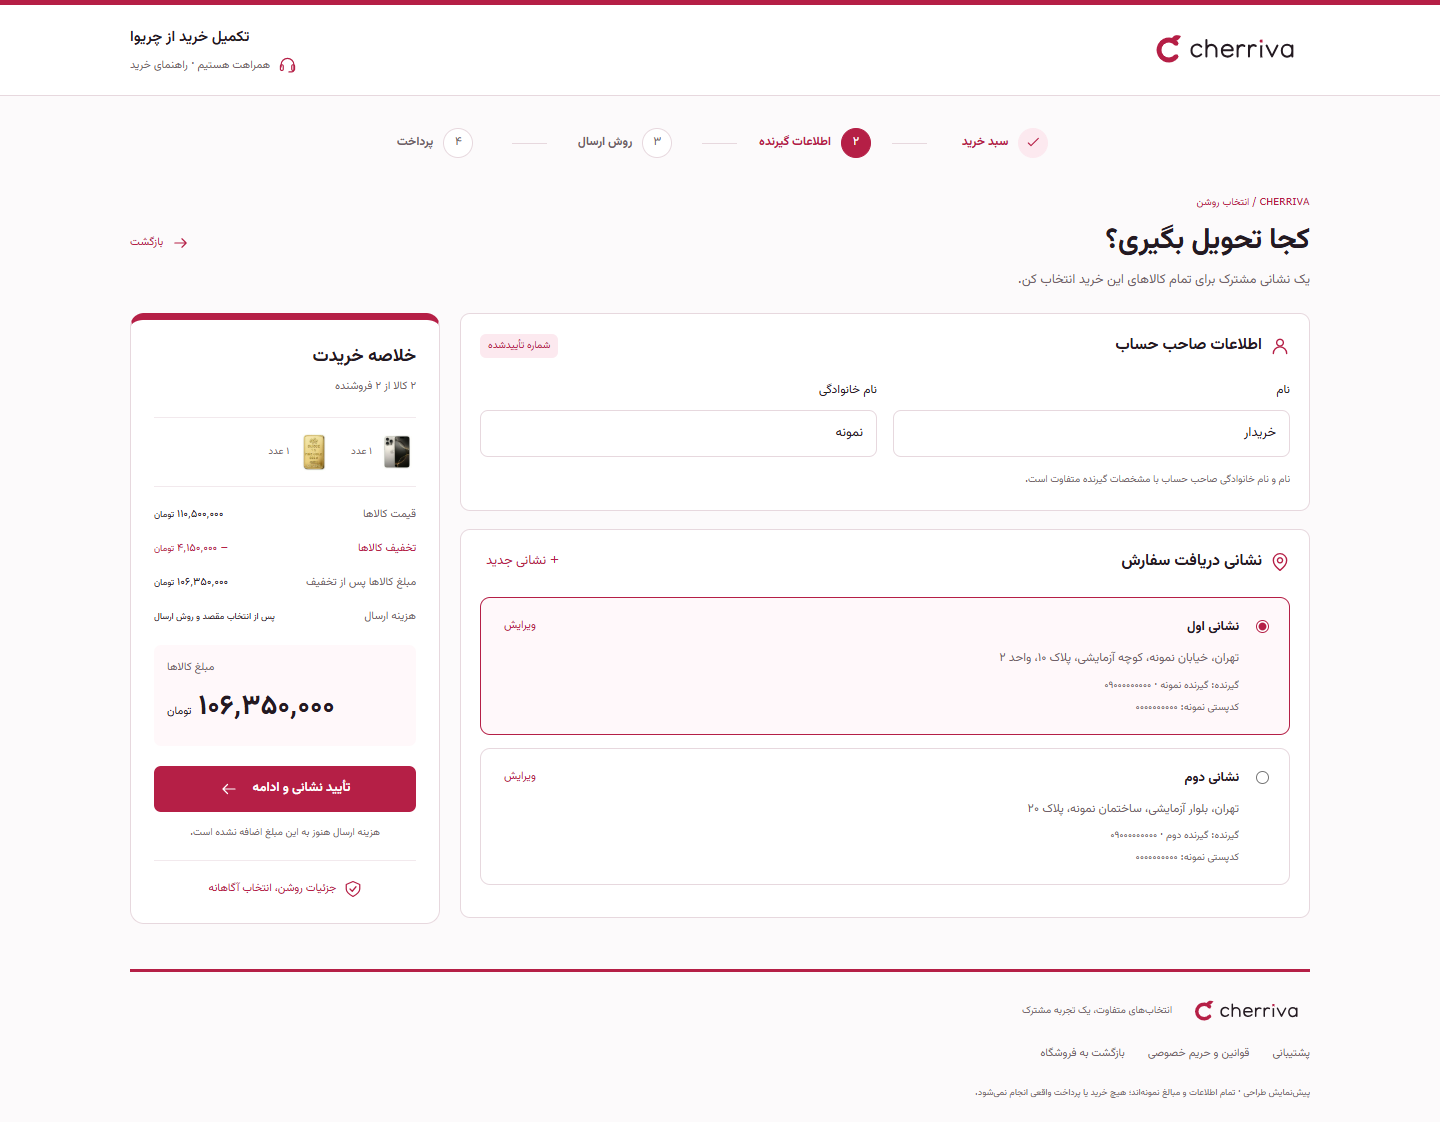 cherriva
تکمیل خرید از چریوا
همراهت هستیم · راهنمای خرید
سبد خرید
۲ اطلاعات گیرنده
۳ روش ارسال
۴ پرداخت
CHERRIVA / انتخاب روشن
کجا تحویل بگیری؟
بازگشت
یک نشانی مشترک برای تمام کالاهای این خرید انتخاب کن.
اطلاعات صاحب حساب
شماره تأییدشده
نام
نام خانوادگی
خریدار
نمونه
نام و نام خانوادگی صاحب حساب با مشخصات گیرنده متفاوت است.
نشانی دریافت سفارش
+ نشانی جدید
نشانی اول
ویرایش
تهران، خیابان نمونه، کوچه آزمایشی، پلاک ۱۰، واحد ۲
گیرنده: گیرنده نمونه · ۰۹۰۰۰۰۰۰۰۰۰
کدپستی نمونه: ۰۰۰۰۰۰۰۰۰۰
نشانی دوم
ویرایش
تهران، بلوار آزمایشی، ساختمان نمونه، پلاک ۲۰
گیرنده: گیرنده دوم · ۰۹۰۰۰۰۰۰۰۰۰
کدپستی نمونه: ۰۰۰۰۰۰۰۰۰۰
خلاصه خریدت
۲ کالا از ۲ فروشنده
۱ عدد
۱ عدد
قیمت کالاها
۱۱۰,۵۰۰,۰۰۰ تومان
تخفیف کالاها
− ۴,۱۵۰,۰۰۰ تومان
مبلغ کالاها پس از تخفیف
۱۰۶,۳۵۰,۰۰۰ تومان
هزینه ارسال
پس از انتخاب مقصد و روش ارسال
مبلغ کالاها
۱۰۶,۳۵۰,۰۰۰ تومان
تأیید نشانی و ادامه
هزینه ارسال هنوز به این مبلغ اضافه نشده است.
جزئیات روشن، انتخاب آگاهانه
cherriva
انتخاب‌های متفاوت، یک تجربه مشترک
پشتیبانی
قوانین و حریم خصوصی
بازگشت به فروشگاه
پیش‌نمایش طراحی · تمام اطلاعات و مبالغ نمونه‌اند؛ هیچ خرید یا پرداخت واقعی انجام نمی‌شود.